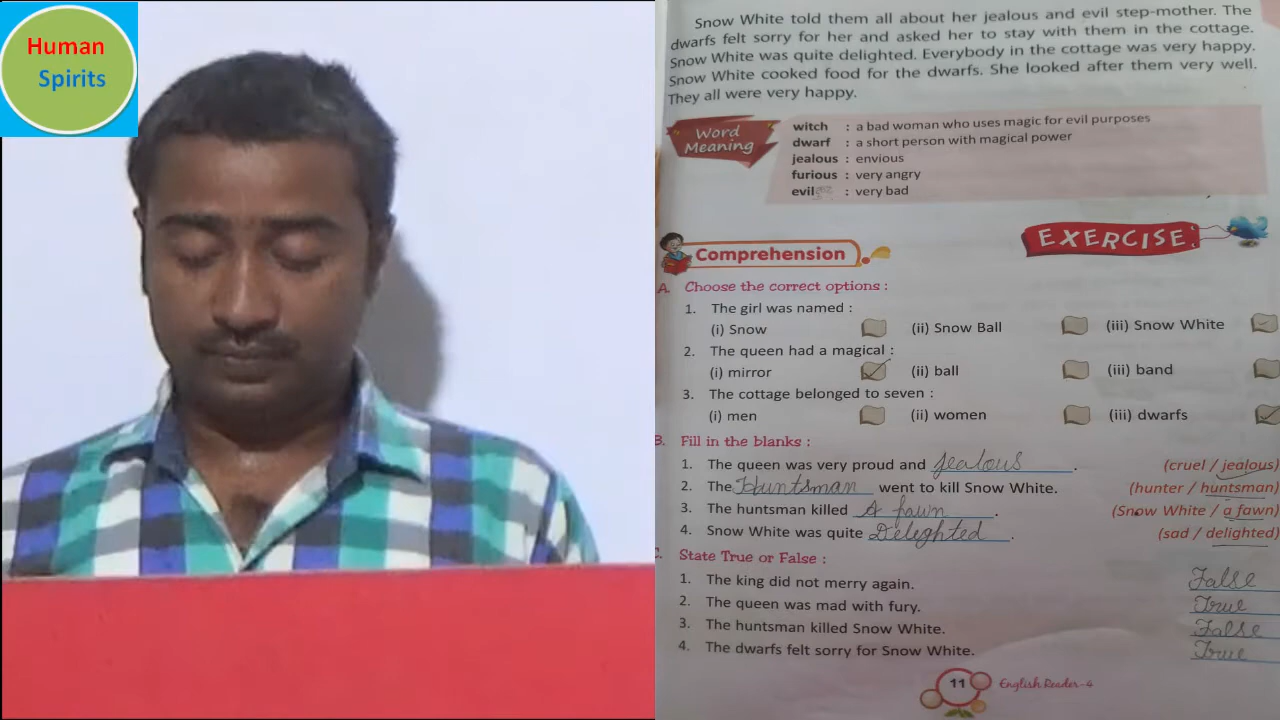 Human
Spirits
Snow White told them all about her jealous and evil step-mother. The
dwarfs felt sorry for her and asked her to stay with them in the cottage.
Snow White was quite delighted. Everybody in the cottage was very happy.
Snow White cooked food for the dwarfs. She looked after them very well.
They all were very happy.
Word
Meaning
witch : a bad woman who uses magic for evil purposes
dwarf : a short person with magical power
jealous : envious
furious : very angry
evil : very bad
EXERCISE
Comprehension
A. Choose the correct options :
1. The girl was named :
(i) Snow (ii) Snow Ball (iii) Snow White
2. The queen had a magical :
(i) mirror (ii) ball (iii) band
3. The cottage belonged to seven :
(i) men (ii) women (iii) dwarfs
B. Fill in the blanks :
1. The queen was very proud and jealous. (cruel / jealous)
2. The Huntsman went to kill Snow White. (hunter / huntsman)
3. The huntsman killed A fawn. (Snow White / a fawn)
4. Snow White was quite Deleghted. (sad / delighted)
C. State True or False :
1. The king did not merry again. False
2. The queen was mad with fury. True
3. The huntsman killed Snow White. False
4. The dwarfs felt sorry for Snow White. True
11 English Reader-4